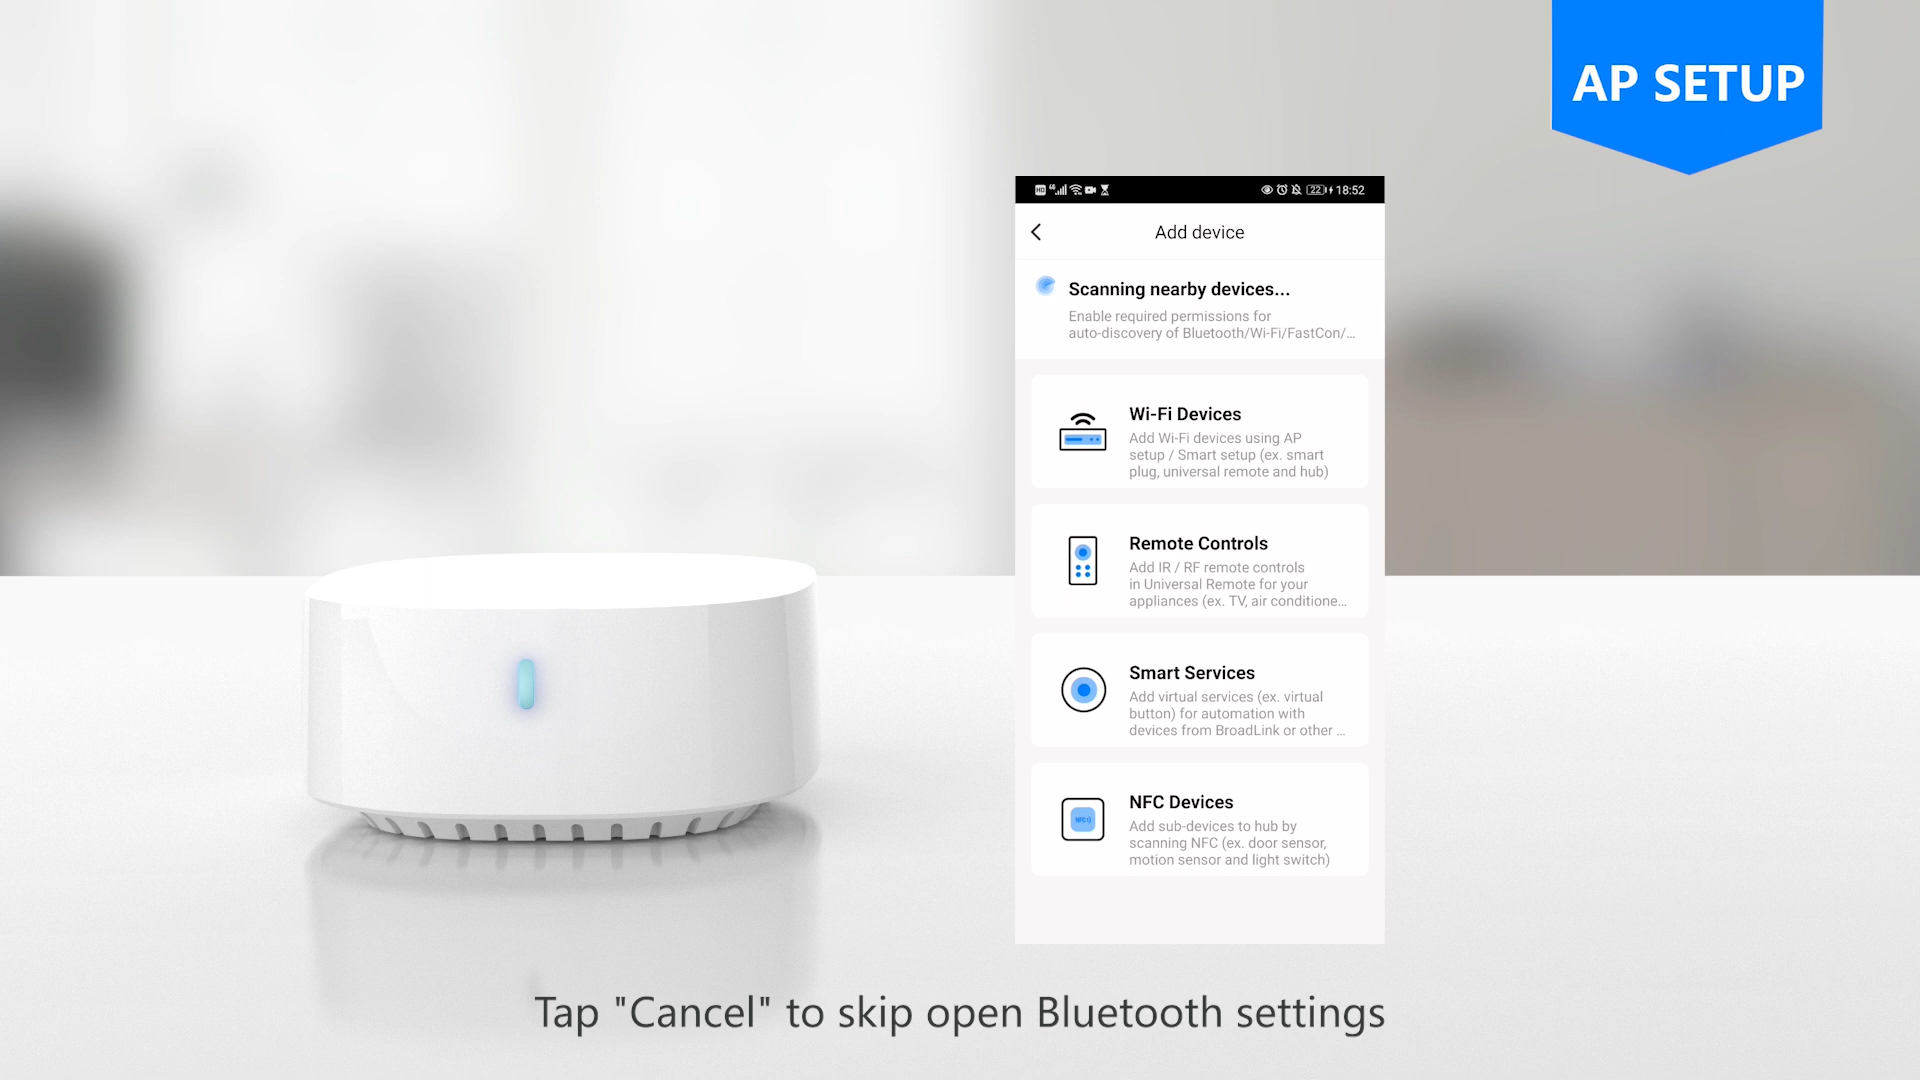 AP SETUP
HD 22 18:52
Add device
Scanning nearby devices...
Enable required permissions for
auto-discovery of Bluetooth/Wi-Fi/FastCon/...
Wi-Fi Devices
Add Wi-Fi devices using AP
setup / Smart setup (ex. smart
plug, universal remote and hub)
Remote Controls
Add IR / RF remote controls
in Universal Remote for your
appliances (ex. TV, air conditione...
Smart Services
Add virtual services (ex. virtual
button) for automation with
devices from BroadLink or other ...
NFC
NFC Devices
Add sub-devices to hub by
scanning NFC (ex. door sensor,
motion sensor and light switch)
Tap "Cancel" to skip open Bluetooth settings